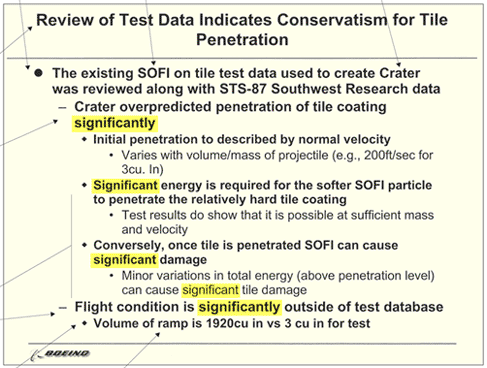 Review of Test Data Indicates Conservatism for Tile
Penetration
The existing SOFI on tile test data used to create Crater
was reviewed along with STS-87 Southwest Research data
– Crater overpredicted penetration of tile coating
significantly
Initial penetration to described by normal velocity
• Varies with volume/mass of projectile (e.g., 200ft/sec for
3cu. In)
Significant energy is required for the softer SOFI particle
to penetrate the relatively hard tile coating
• Test results do show that it is possible at sufficient mass
and velocity
Conversely, once tile is penetrated SOFI can cause
significant damage
• Minor variations in total energy (above penetration level)
can cause significant tile damage
– Flight condition is significantly outside of test database
Volume of ramp is 1920cu in vs 3 cu in for test
BOEING